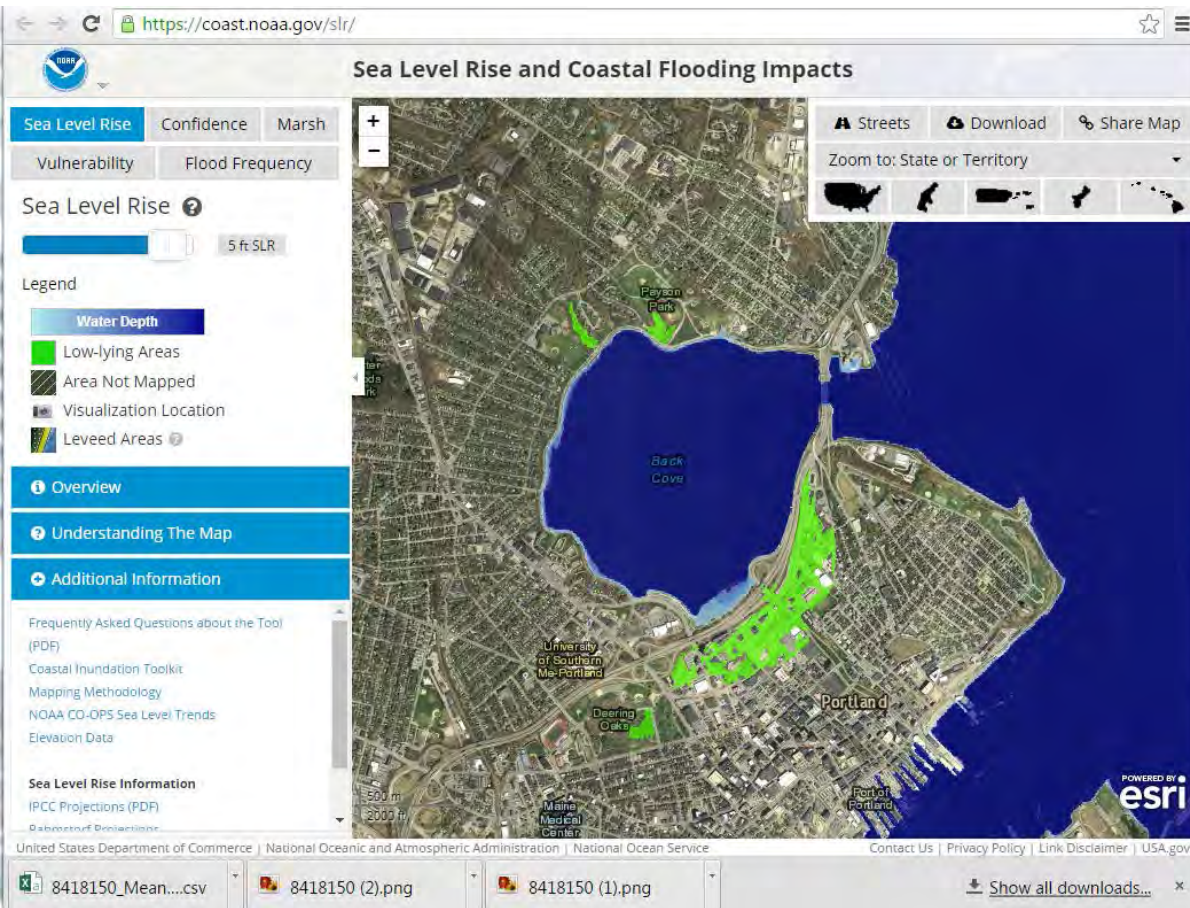 https://coast.noaa.gov/slr/
NOAA
Sea Level Rise and Coastal Flooding Impacts
Sea Level Rise
Confidence
Marsh
Vulnerability
Flood Frequency
Sea Level Rise ?
5 ft SLR
Legend
Water Depth
Low-lying Areas
Area Not Mapped
Visualization Location
Leveed Areas ?
Overview
Understanding The Map
Additional Information
Frequently Asked Questions about the Tool
(PDF)
Coastal Inundation Toolkit
Mapping Methodology
NOAA CO-OPS Sea Level Trends
Elevation Data
Sea Level Rise Information
IPCC Projections (PDF)
Rahmstorf Projections
+
−
Streets
Download
Share Map
Zoom to: State or Territory
Payson
Park
Back
Cove
University
of Southern
Me-Portland
Deering
Oaks
Portland
Port of
Portland
Maine
Medical
Center
500 m
2000 ft
POWERED BY
esri
United States Department of Commerce | National Oceanic and Atmospheric Administration | National Ocean Service
Contact Us | Privacy Policy | Link Disclaimer | USA.gov
8418150_Mean....csv
8418150 (2).png
8418150 (1).png
Show all downloads...
×